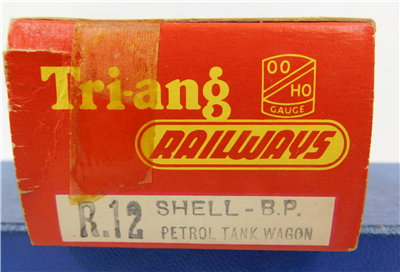 Tri-ang
OO
HO
GAUGE
RAILWAYS
R.12 SHELL-B.P.
PETROL TANK WAGON